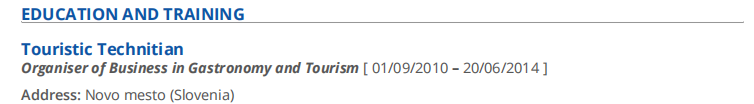 EDUCATION AND TRAINING
Touristic Technitian
Organiser of Business in Gastronomy and Tourism [ 01/09/2010 – 20/06/2014 ]
Address: Novo mesto (Slovenia)